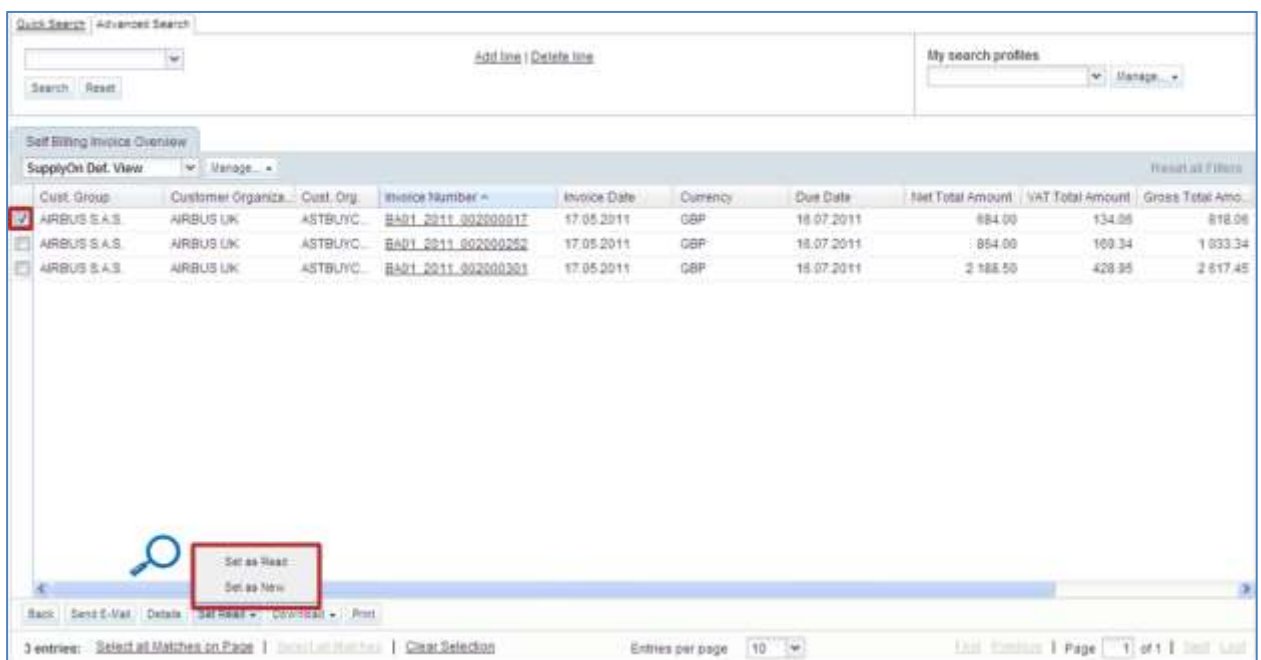 Quick Search | Advanced Search
Add line | Delete line
My search profiles
Manage...
Search Reset
Self Billing Invoice Overview
SupplyOn Def. View Manage... Reset all Filters
Cust. Group Customer Organiza... Cust. Org. Invoice Number Invoice Date Currency Due Date Net Total Amount VAT Total Amount Gross Total Amo...
AIRBUS S.A.S. AIRBUS UK ASTBUYC... BA01_2011_002000017 17.05.2011 GBP 16.07.2011 684.00 134.06 818.06
AIRBUS S.A.S. AIRBUS UK ASTBUYC... BA01_2011_002000252 17.05.2011 GBP 16.07.2011 864.00 169.34 1 033.34
AIRBUS S.A.S. AIRBUS UK ASTBUYC... BA01_2011_002000301 17.05.2011 GBP 16.07.2011 2 188.50 428.95 2 617.45
Set as Read
Set as New
Back Send E-Mail Details Set Read Download Print
3 entries: Select all Matches on Page | Select all Matches | Clear Selection Entries per page 10 First Previous | Page 1 of 1 | Next Last